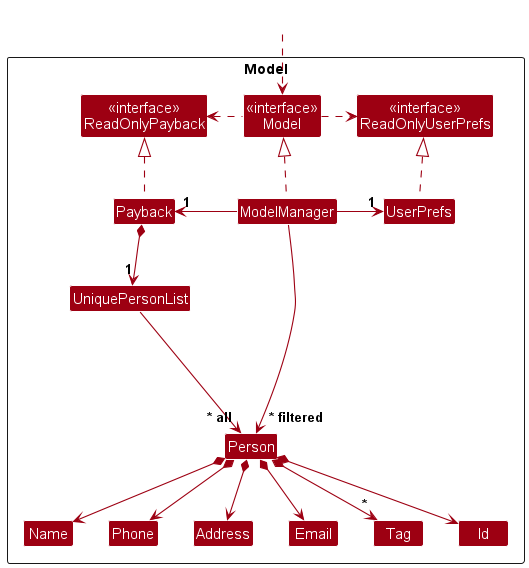 Model
«interface»
ReadOnlyPayback
«interface»
Model
«interface»
ReadOnlyUserPrefs
Payback
1
ModelManager
1
UserPrefs
1
UniquePersonList
* all
* filtered
Person
*
Name
Phone
Address
Email
Tag
Id